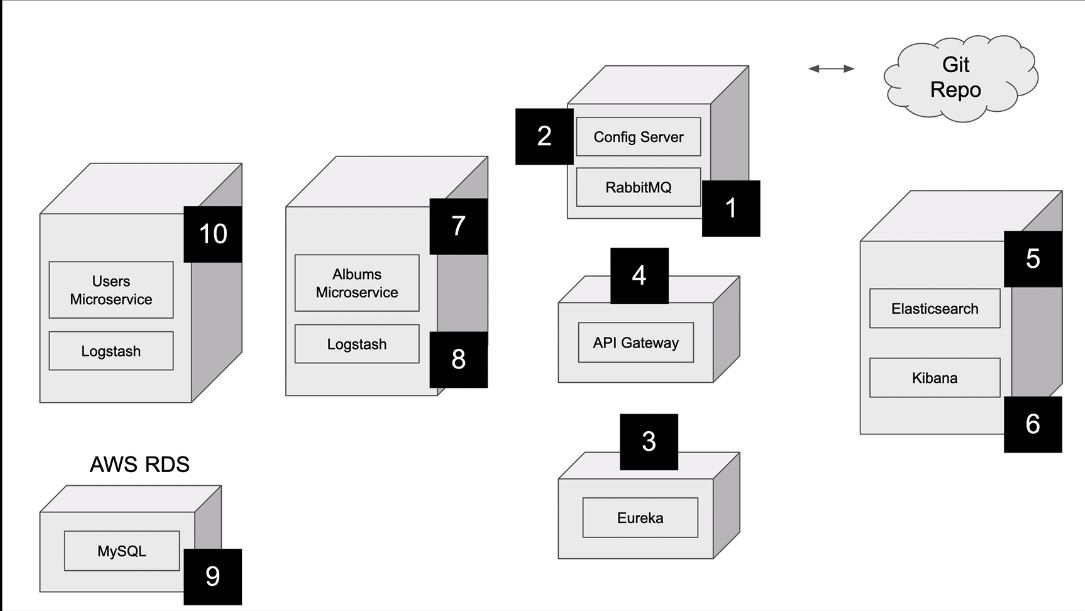 Git
Repo
2
Config Server
RabbitMQ
1
10
Users
Microservice
Logstash
7
Albums
Microservice
Logstash
8
4
API Gateway
5
Elasticsearch
Kibana
6
3
Eureka
AWS RDS
MySQL
9